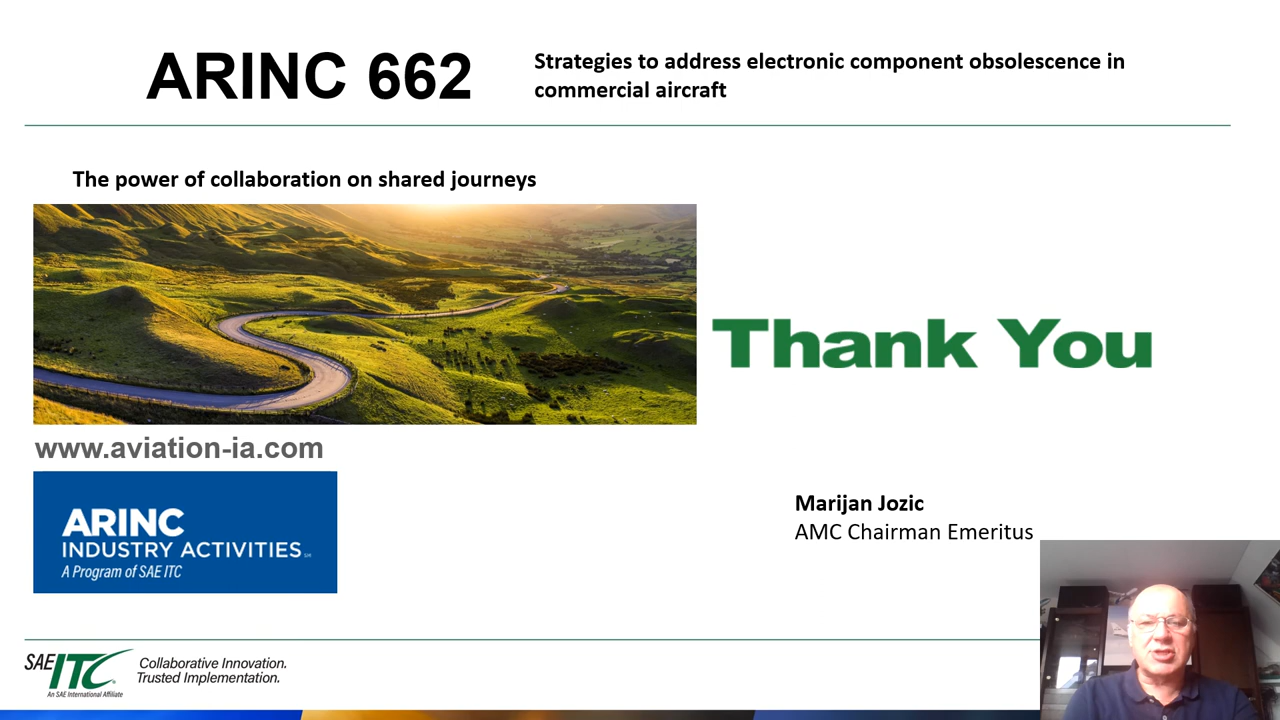 ARINC 662
Strategies to address electronic component obsolescence in
commercial aircraft
The power of collaboration on shared journeys
Thank You
www.aviation-ia.com
ARINC
INDUSTRY ACTIVITIES
A Program of SAE ITC
Marijan Jozic
AMC Chairman Emeritus
SAE ITC
An SAE International Affiliate
Collaborative Innovation.
Trusted Implementation.